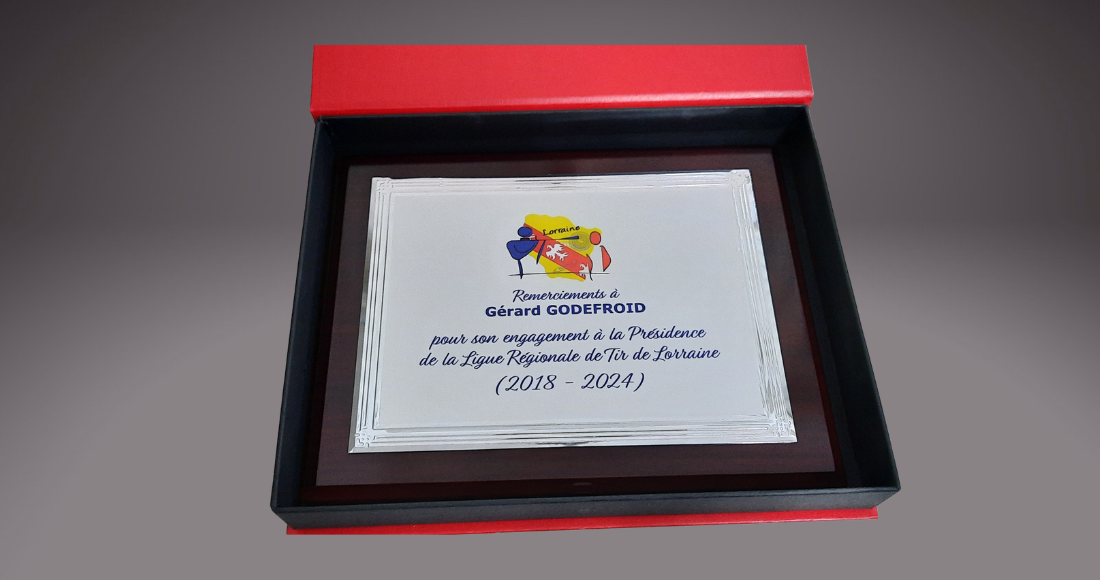 Lorraine
Remerciements à
Gérard GODEFROID
pour son engagement à la Présidence
de la Ligue Régionale de Tir de Lorraine
(2018 - 2024)